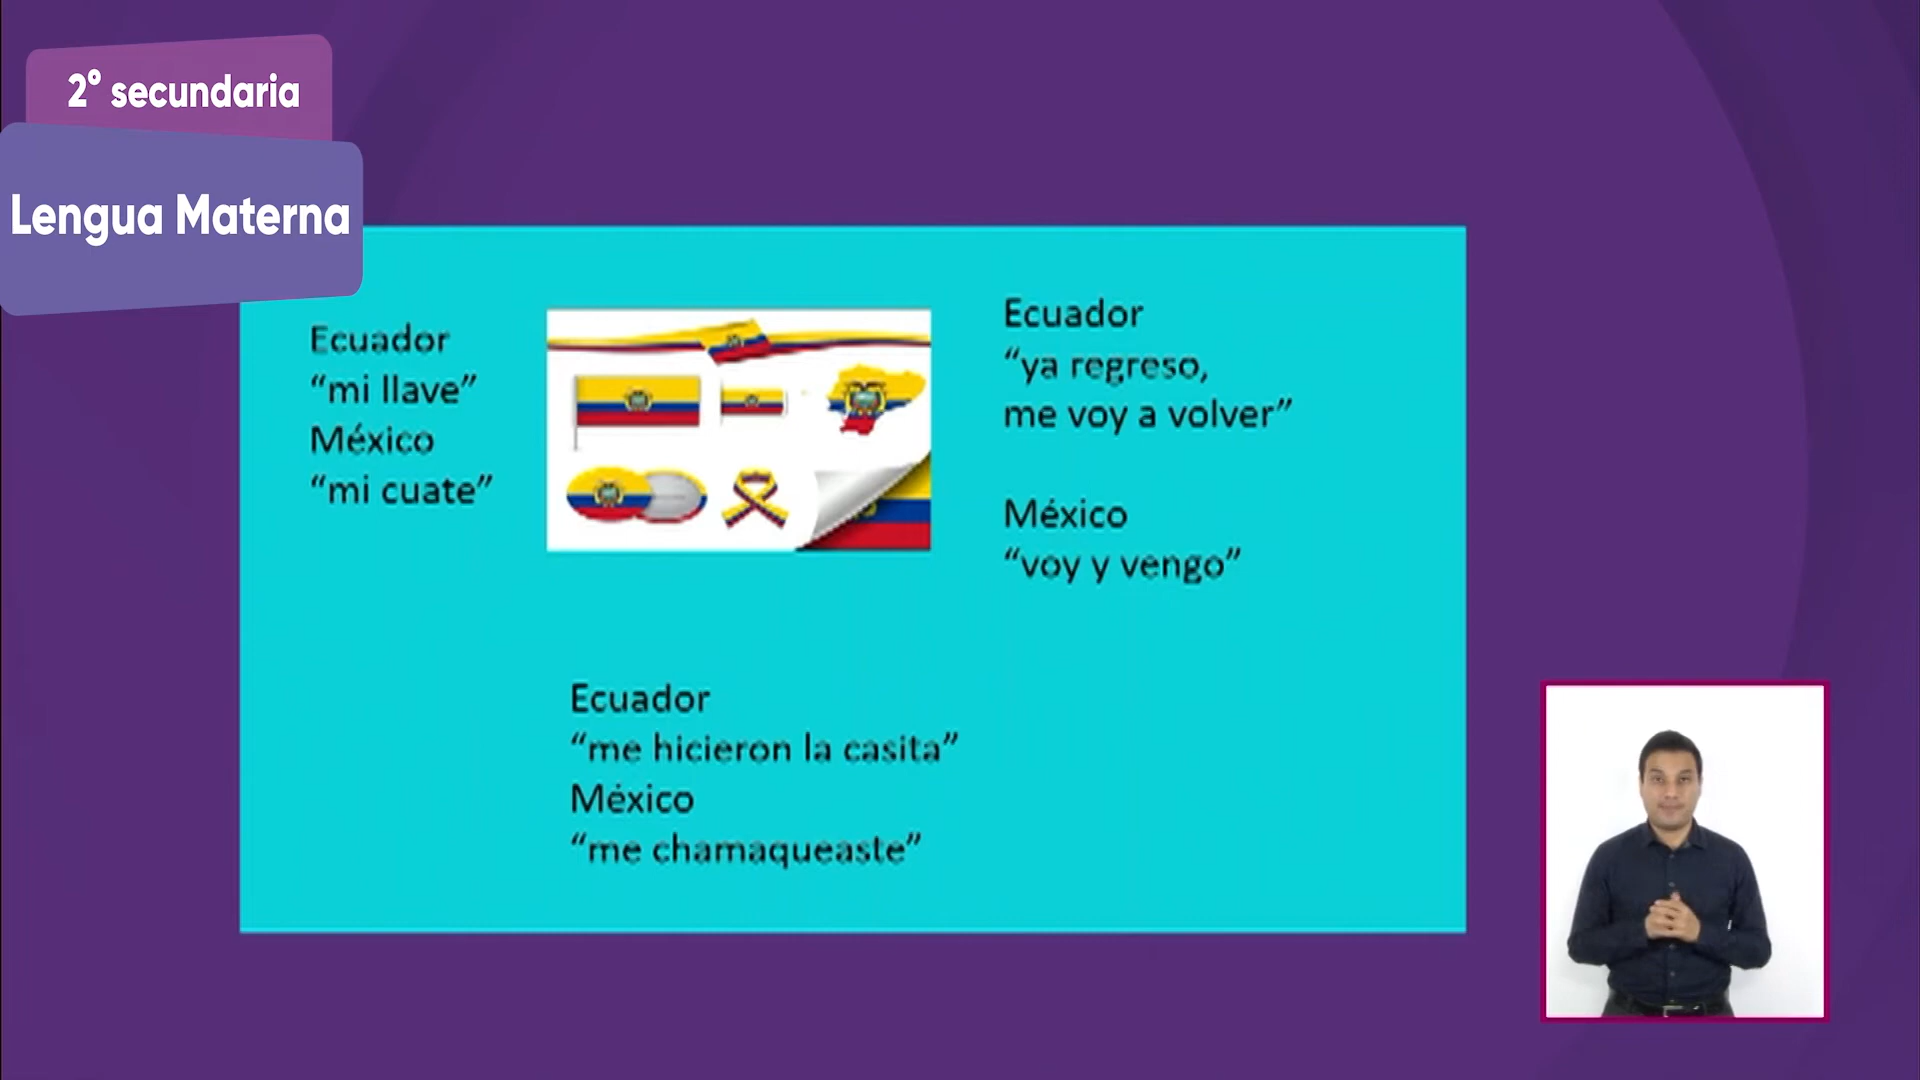 2° secundaria
Lengua Materna
Ecuador
“mi llave”
México
“mi cuate”
Ecuador
“ya regreso,
me voy a volver”
México
“voy y vengo”
Ecuador
“me hicieron la casita”
México
“me chamaqueaste”